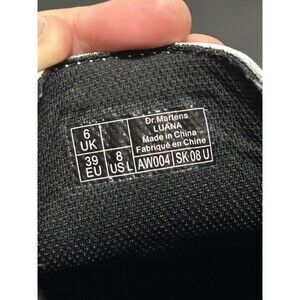 6
UK
39
EU
8
US L
Dr.Martens
LUANA
Made in China
Fabriqué en Chine
AW004 SK 08 U